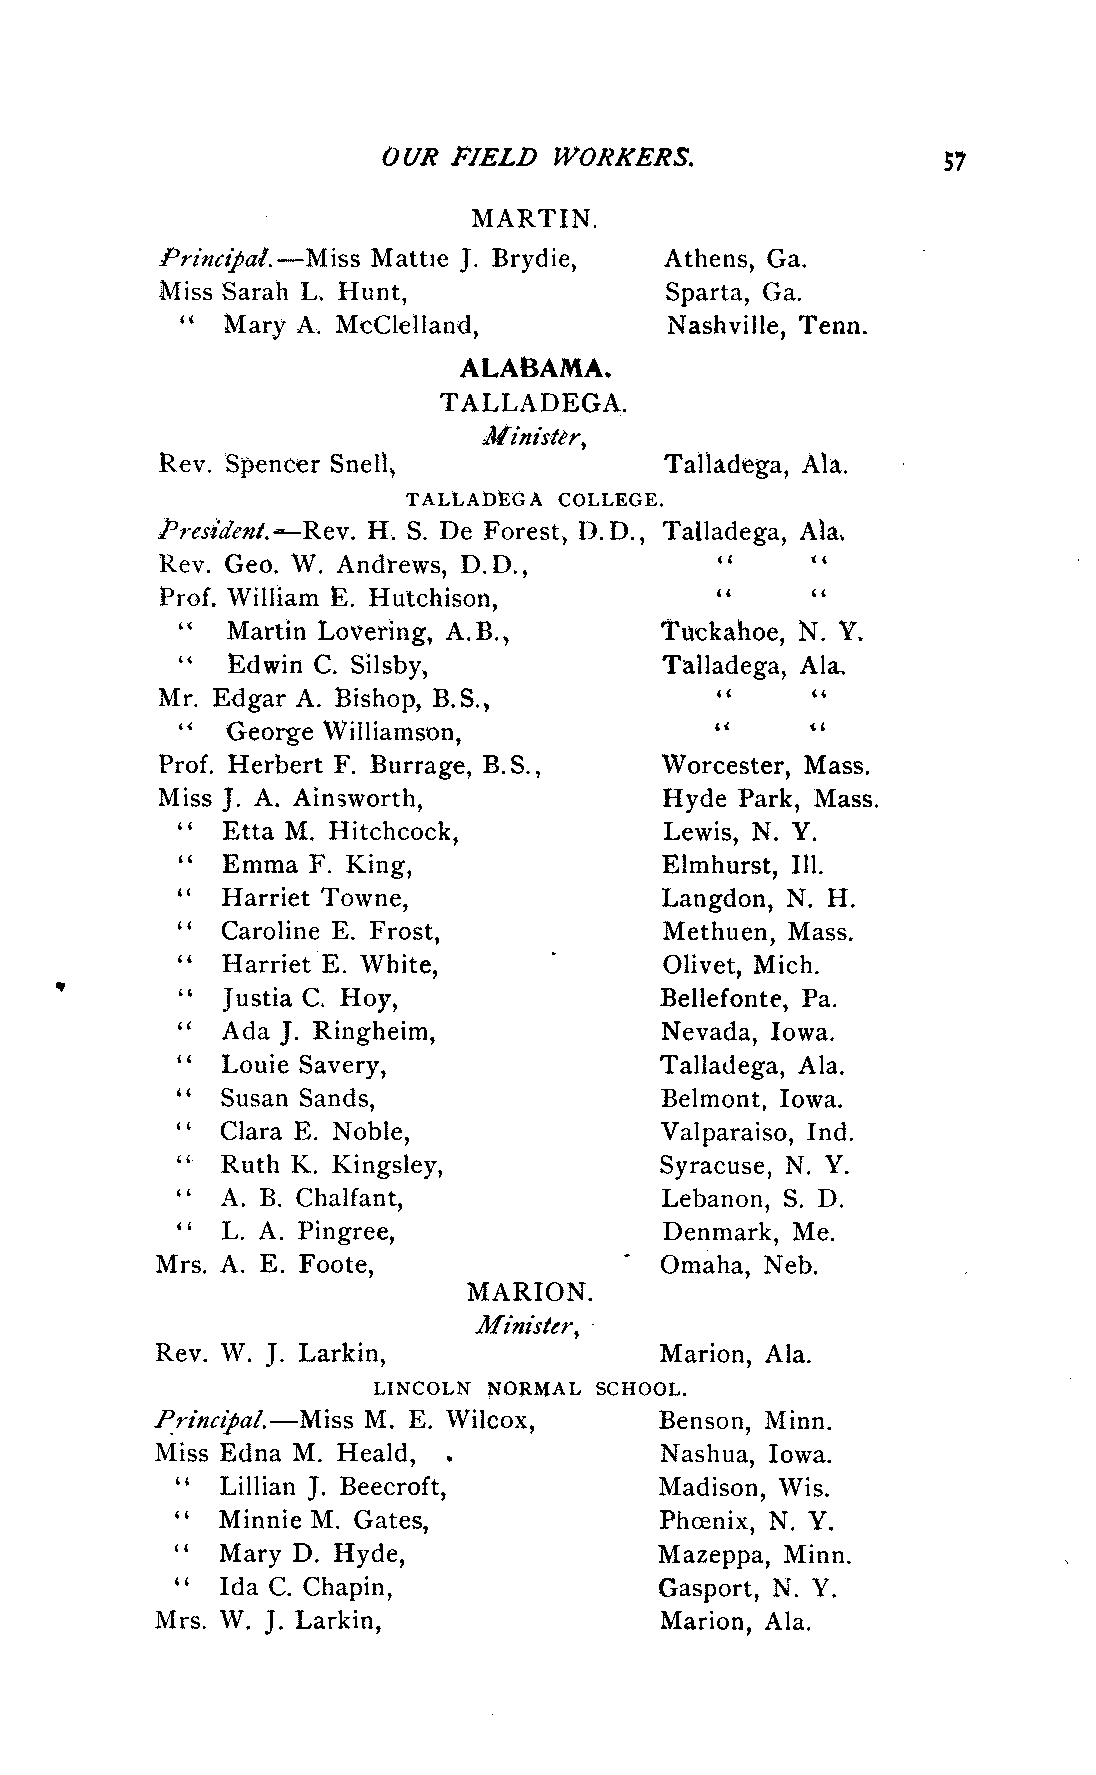 OUR FIELD WORKERS. 57
MARTIN.
Principal.—Miss Mattie J. Brydie, Athens, Ga.
Miss Sarah L. Hunt, Sparta, Ga.
" Mary A. McClelland, Nashville, Tenn.
ALABAMA.
TALLADEGA.
Minister,
Rev. Spencer Snell, Talladega, Ala.
TALLADEGA COLLEGE.
President.—Rev. H. S. De Forest, D.D., Talladega, Ala.
Rev. Geo. W. Andrews, D.D., " "
Prof. William E. Hutchison, " "
" Martin Lovering, A.B., Tuckahoe, N. Y.
" Edwin C. Silsby, Talladega, Ala.
Mr. Edgar A. Bishop, B.S., " "
" George Williamson, " "
Prof. Herbert F. Burrage, B.S., Worcester, Mass.
Miss J. A. Ainsworth, Hyde Park, Mass.
" Etta M. Hitchcock, Lewis, N. Y.
" Emma F. King, Elmhurst, Ill.
" Harriet Towne, Langdon, N. H.
" Caroline E. Frost, Methuen, Mass.
" Harriet E. White, Olivet, Mich.
" Justia C. Hoy, Bellefonte, Pa.
" Ada J. Ringheim, Nevada, Iowa.
" Louie Savery, Talladega, Ala.
" Susan Sands, Belmont, Iowa.
" Clara E. Noble, Valparaiso, Ind.
" Ruth K. Kingsley, Syracuse, N. Y.
" A. B. Chalfant, Lebanon, S. D.
" L. A. Pingree, Denmark, Me.
Mrs. A. E. Foote, Omaha, Neb.
MARION.
Minister,
Rev. W. J. Larkin, Marion, Ala.
LINCOLN NORMAL SCHOOL.
Principal.—Miss M. E. Wilcox, Benson, Minn.
Miss Edna M. Heald, Nashua, Iowa.
" Lillian J. Beecroft, Madison, Wis.
" Minnie M. Gates, Phœnix, N. Y.
" Mary D. Hyde, Mazeppa, Minn.
" Ida C. Chapin, Gasport, N. Y.
Mrs. W. J. Larkin, Marion, Ala.